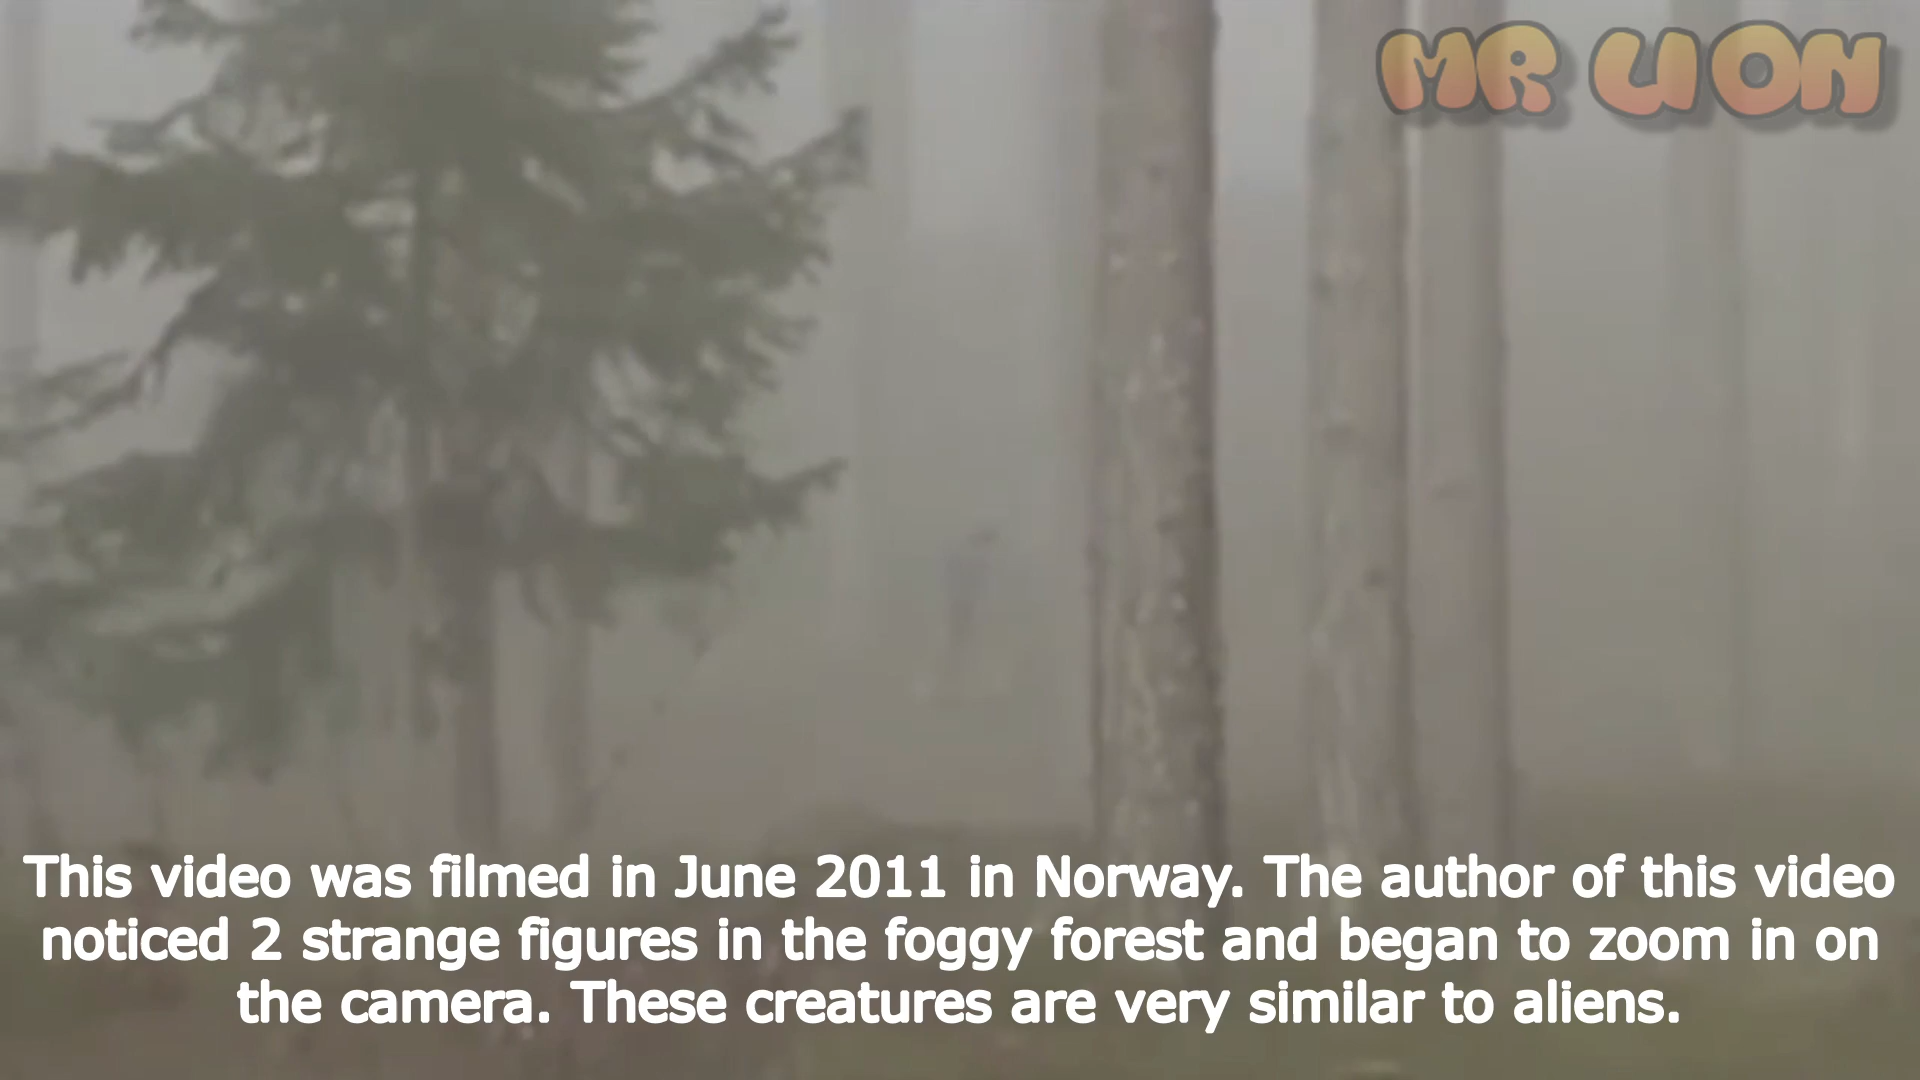 MR LION
This video was filmed in June 2011 in Norway. The author of this video
noticed 2 strange figures in the foggy forest and began to zoom in on
the camera. These creatures are very similar to aliens.